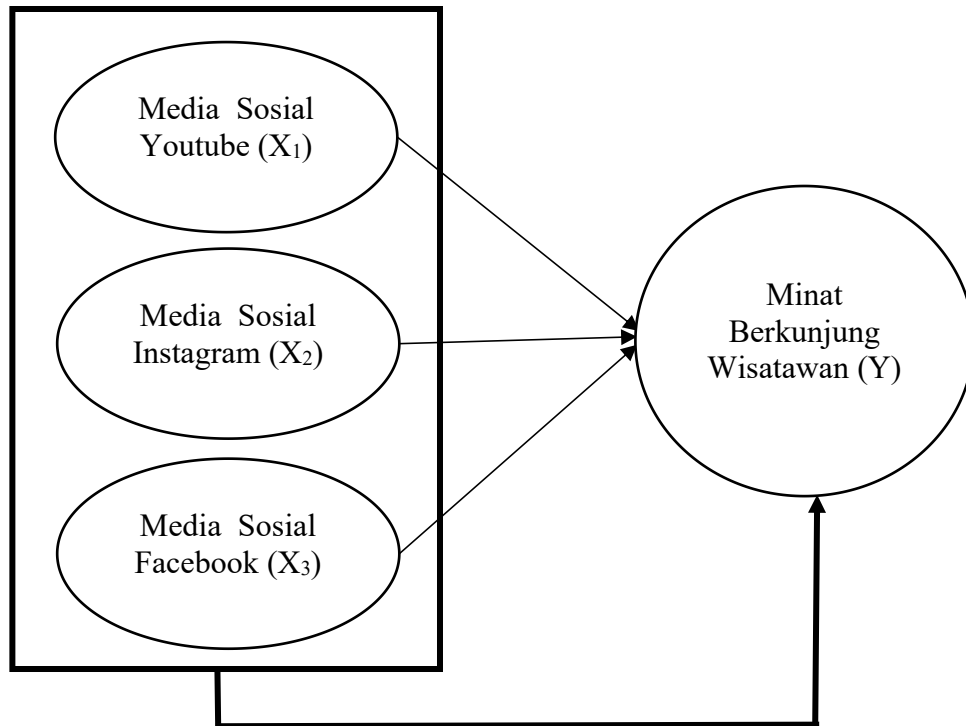 Media Sosial
Youtube (X₁)
Media Sosial
Instagram (X₂)
Media Sosial
Facebook (X₃)
Minat
Berkunjung
Wisatawan (Y)